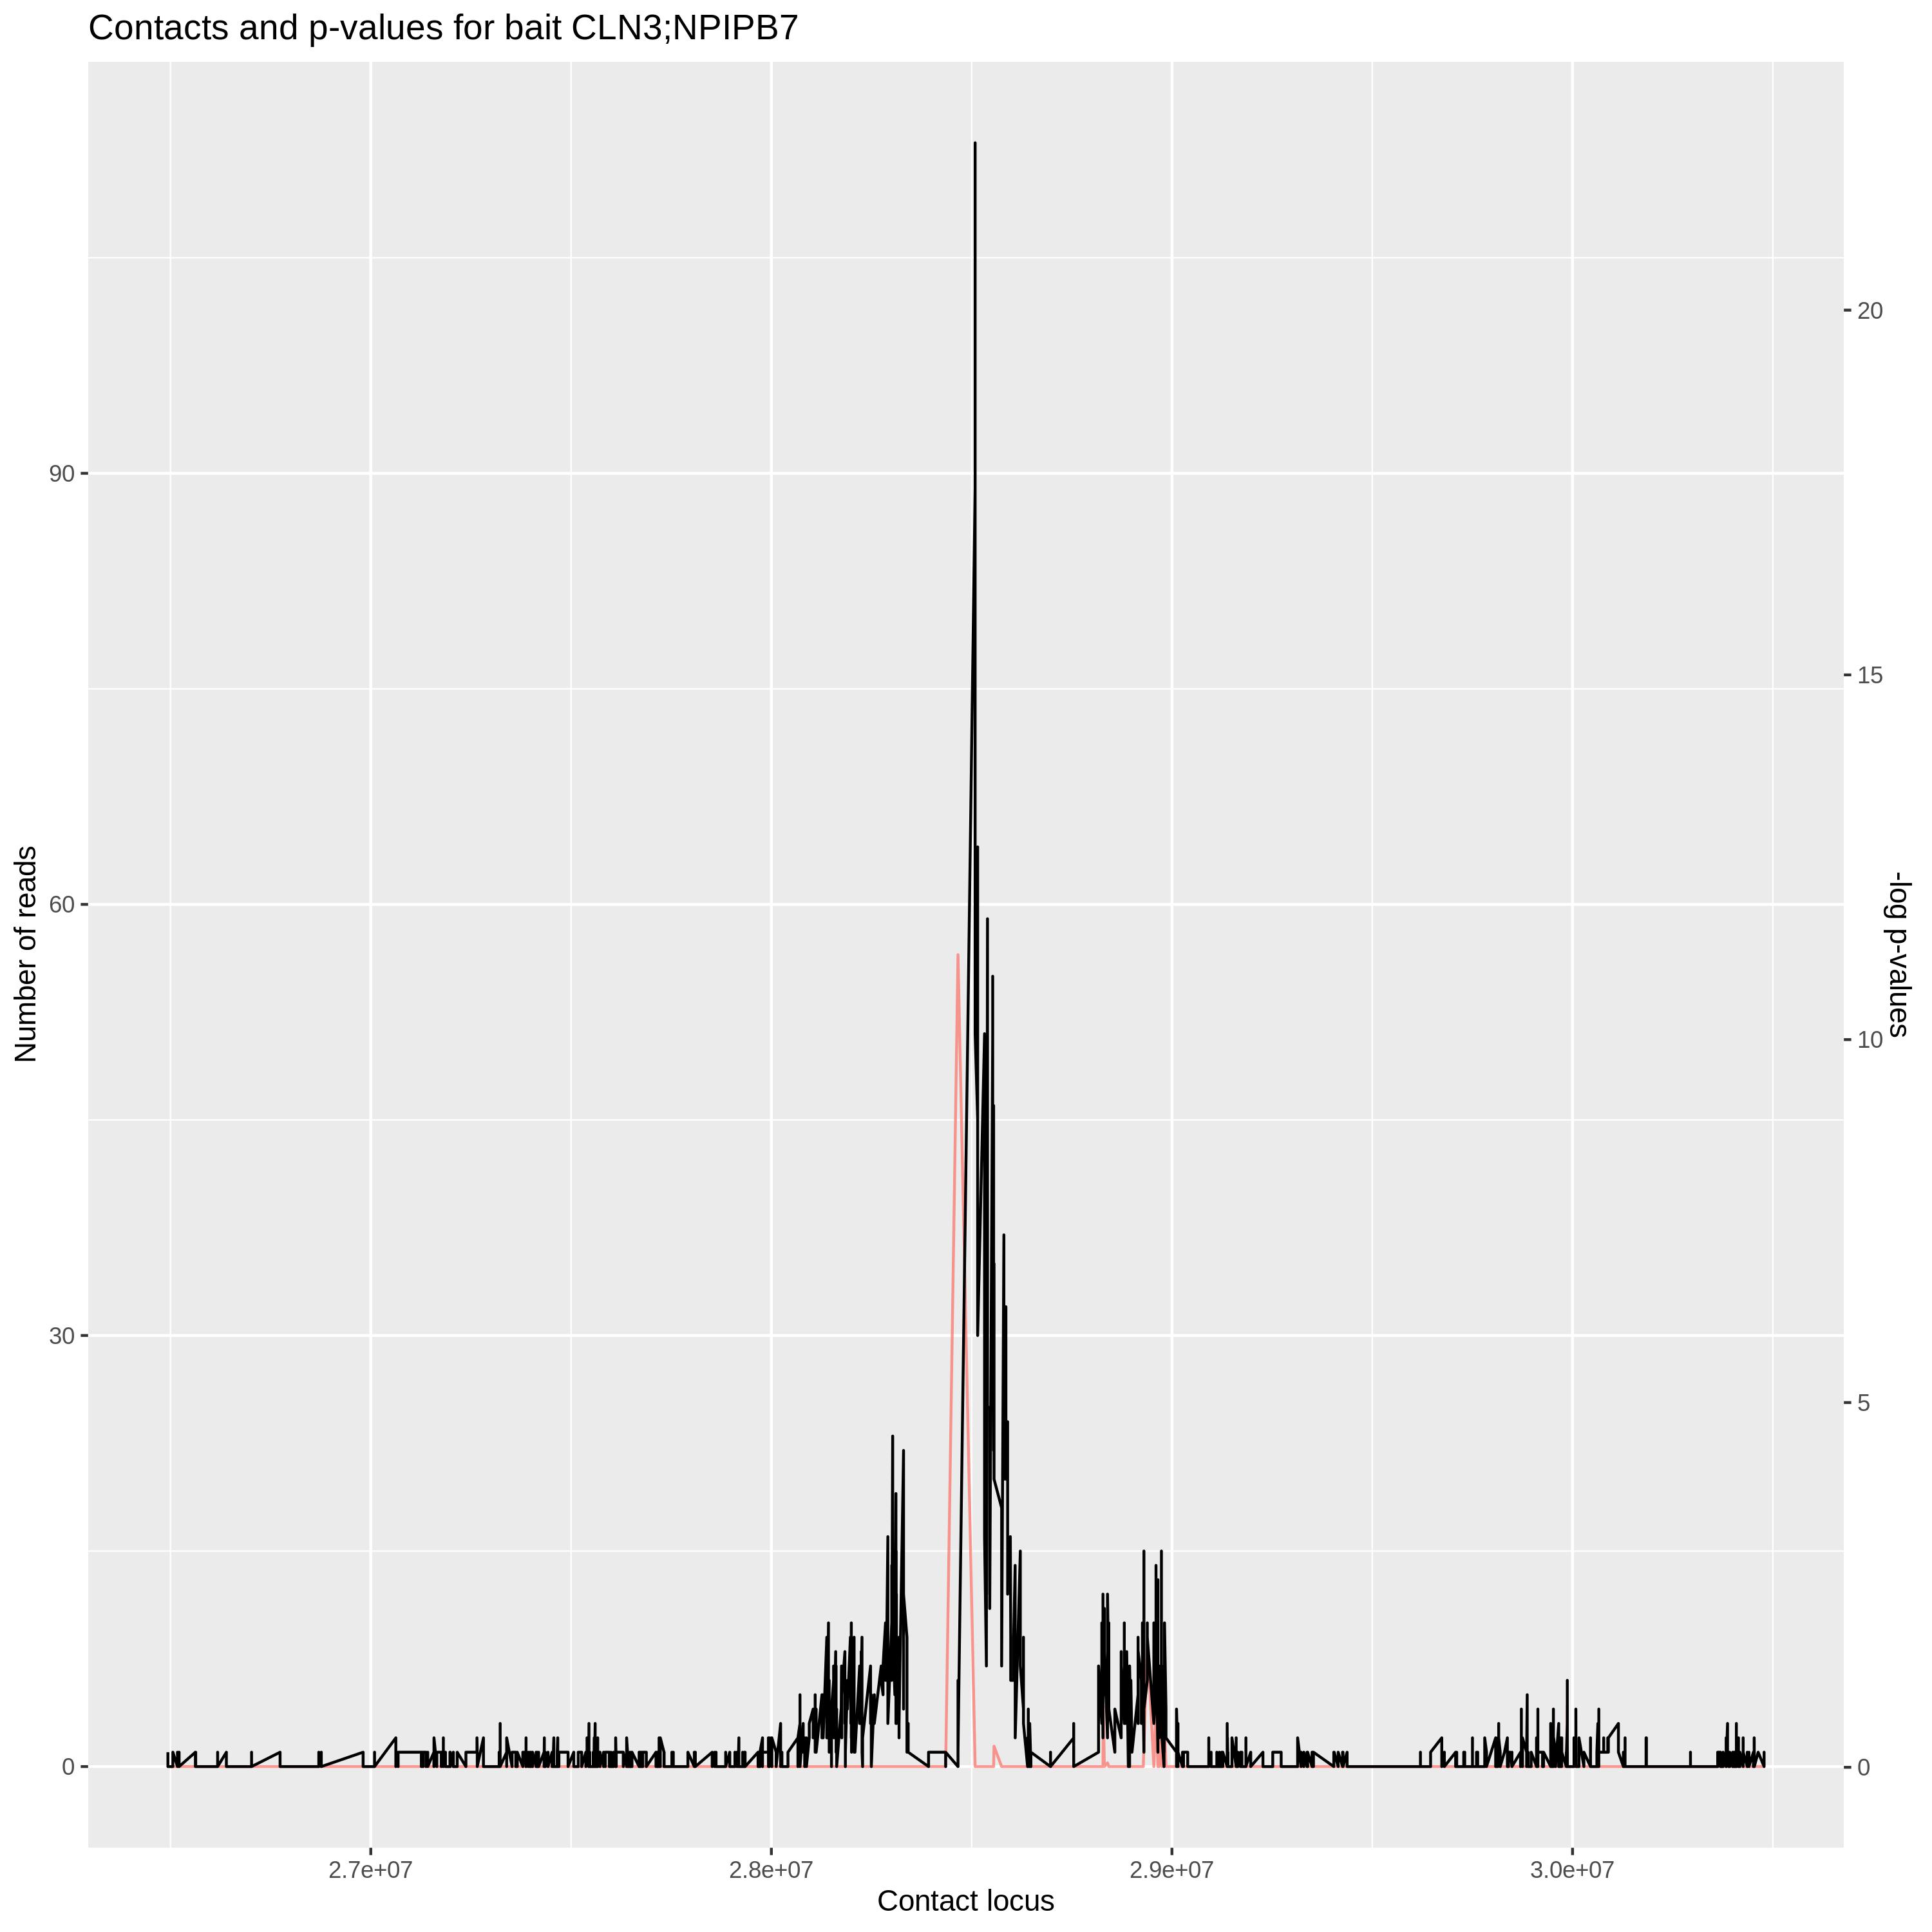 Contacts and p-values for bait CLN3;NPIPB7
Number of reads
90
60
30
0
20
15
10
5
0
-log p-values
2.7e+07 2.8e+07 2.9e+07 3.0e+07
Contact locus